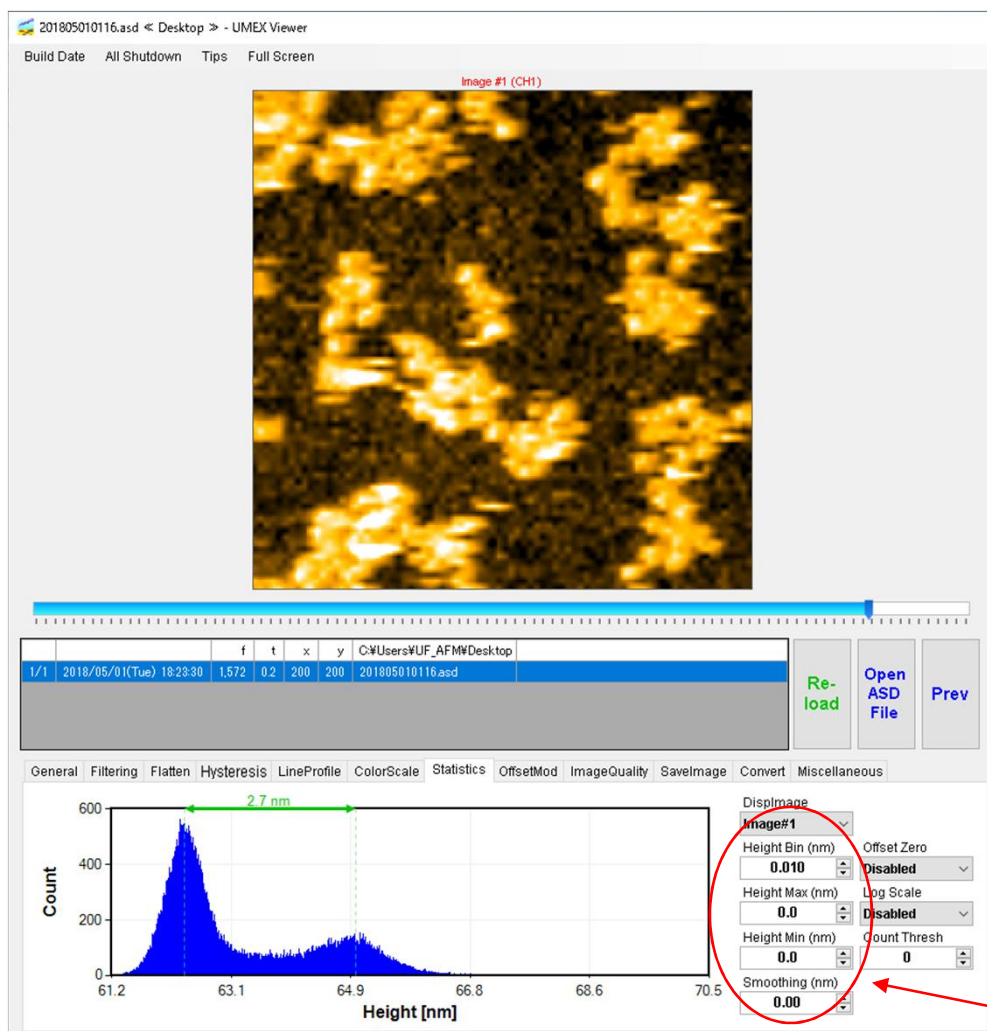 201805010116.asd ≪ Desktop ≫ - UMEX Viewer
Build Date All Shutdown Tips Full Screen
Image #1 (CH1)
f t x y C:¥Users¥UF_AFM¥Desktop
1/1 2018/05/01(Tue) 18:23:30 1,572 0.2 200 200 201805010116.asd
Re-
load
Open
ASD
File
Prev
General Filtering Flatten Hysteresis LineProfile ColorScale Statistics OffsetMod ImageQuality SaveImage Convert Miscellaneous
2.7 nm
600
400
200
0
Count
61.2 63.1 64.9 66.8 68.6 70.5
Height [nm]
DispImage
Image#1
Height Bin (nm) Offset Zero
0.010 Disabled
Height Max (nm) Log Scale
0.0 Disabled
Height Min (nm) Count Thresh
0.0 0
Smoothing (nm)
0.00